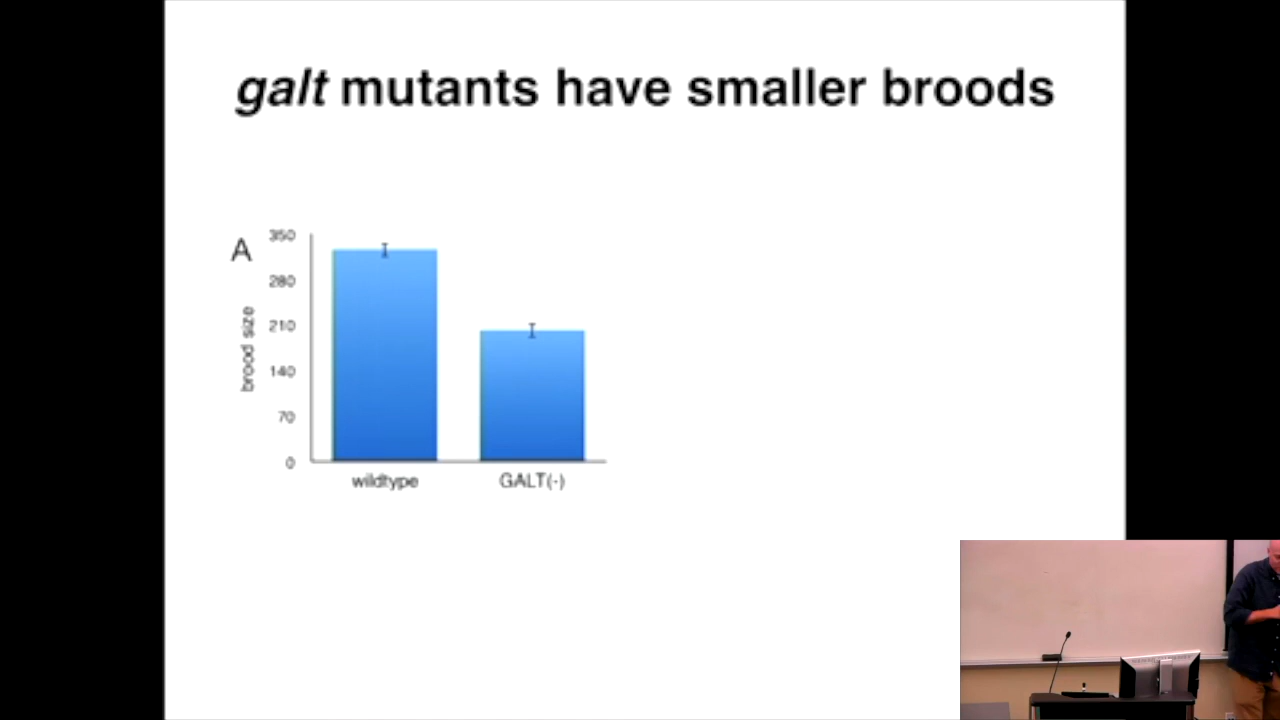 galt mutants have smaller broods
A
350
280
210
140
70
0
brood size
wildtype
GALT(-)